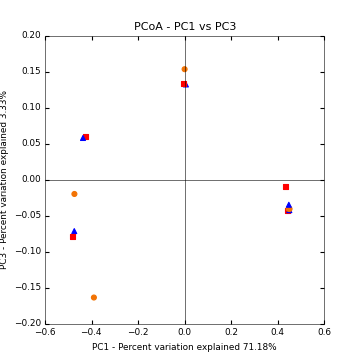 PCoA - PC1 vs PC3
0.20
0.15
0.10
0.05
0.00
−0.05
−0.10
−0.15
−0.20
PC3 - Percent variation explained 3.33%
−0.6 −0.4 −0.2 0.0 0.2 0.4 0.6
PC1 - Percent variation explained 71.18%